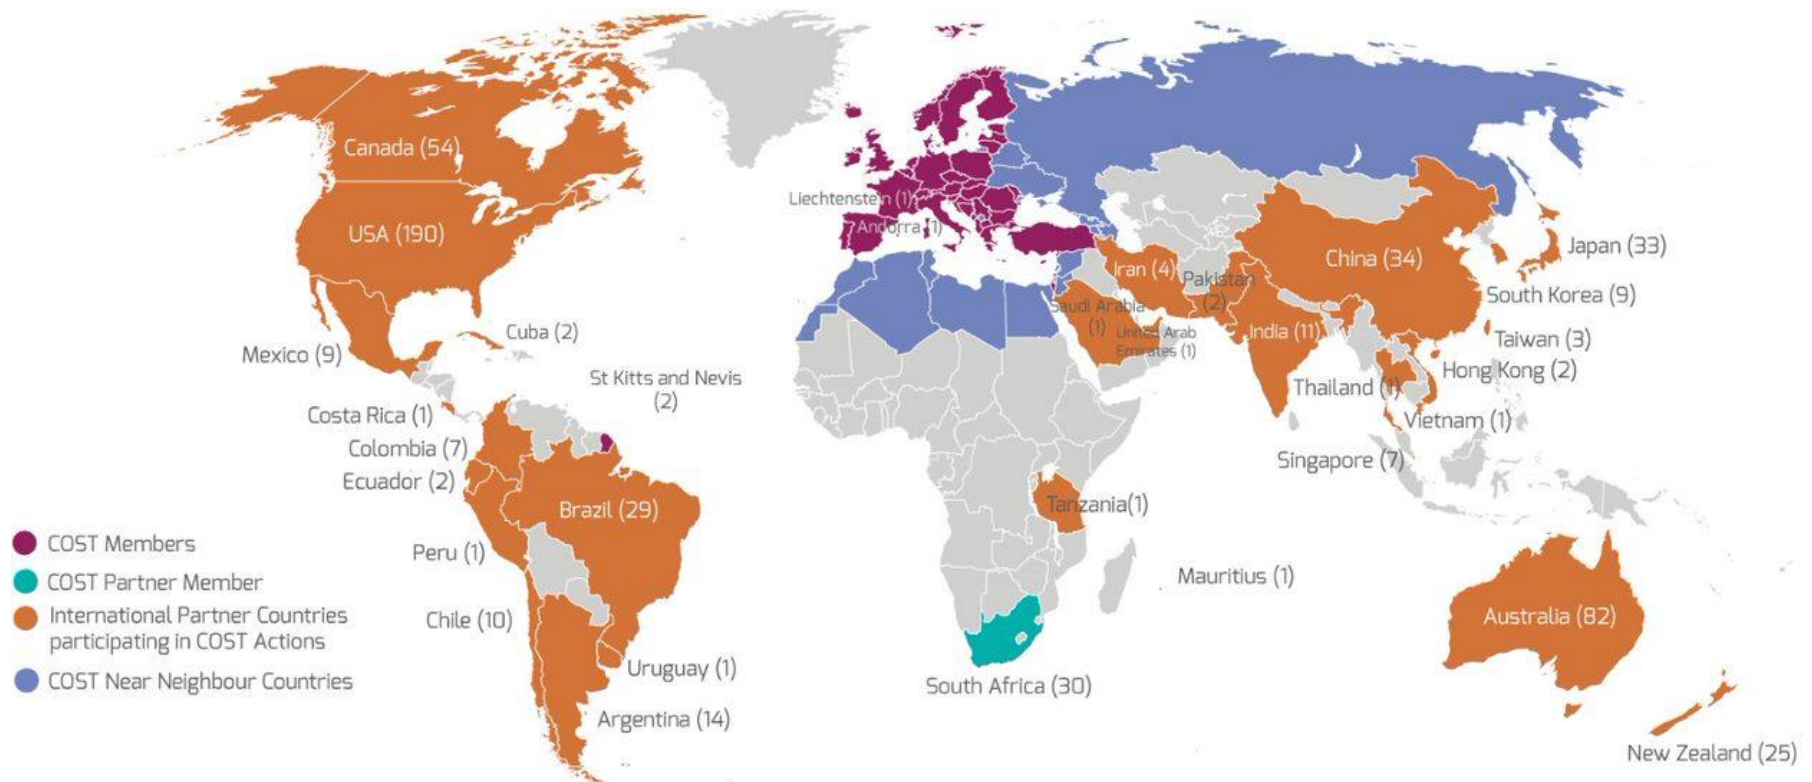 Canada (54)
USA (190)
Mexico (9)
Cuba (2)
St Kitts and Nevis
(2)
Costa Rica (1)
Colombia (7)
Ecuador (2)
Brazil (29)
Peru (1)
Chile (10)
Uruguay (1)
Argentina (14)
Liechtenstein (1)
Andorra (1)
Iran (4)
Pakistan
(2)
Saudi Arabia
(1)
United Arab
Emirates (1)
India (11)
China (34)
Japan (33)
South Korea (9)
Taiwan (3)
Hong Kong (2)
Thailand (1)
Vietnam (1)
Singapore (7)
Tanzania(1)
Mauritius (1)
South Africa (30)
Australia (82)
New Zealand (25)
COST Members
COST Partner Member
International Partner Countries
participating in COST Actions
COST Near Neighbour Countries